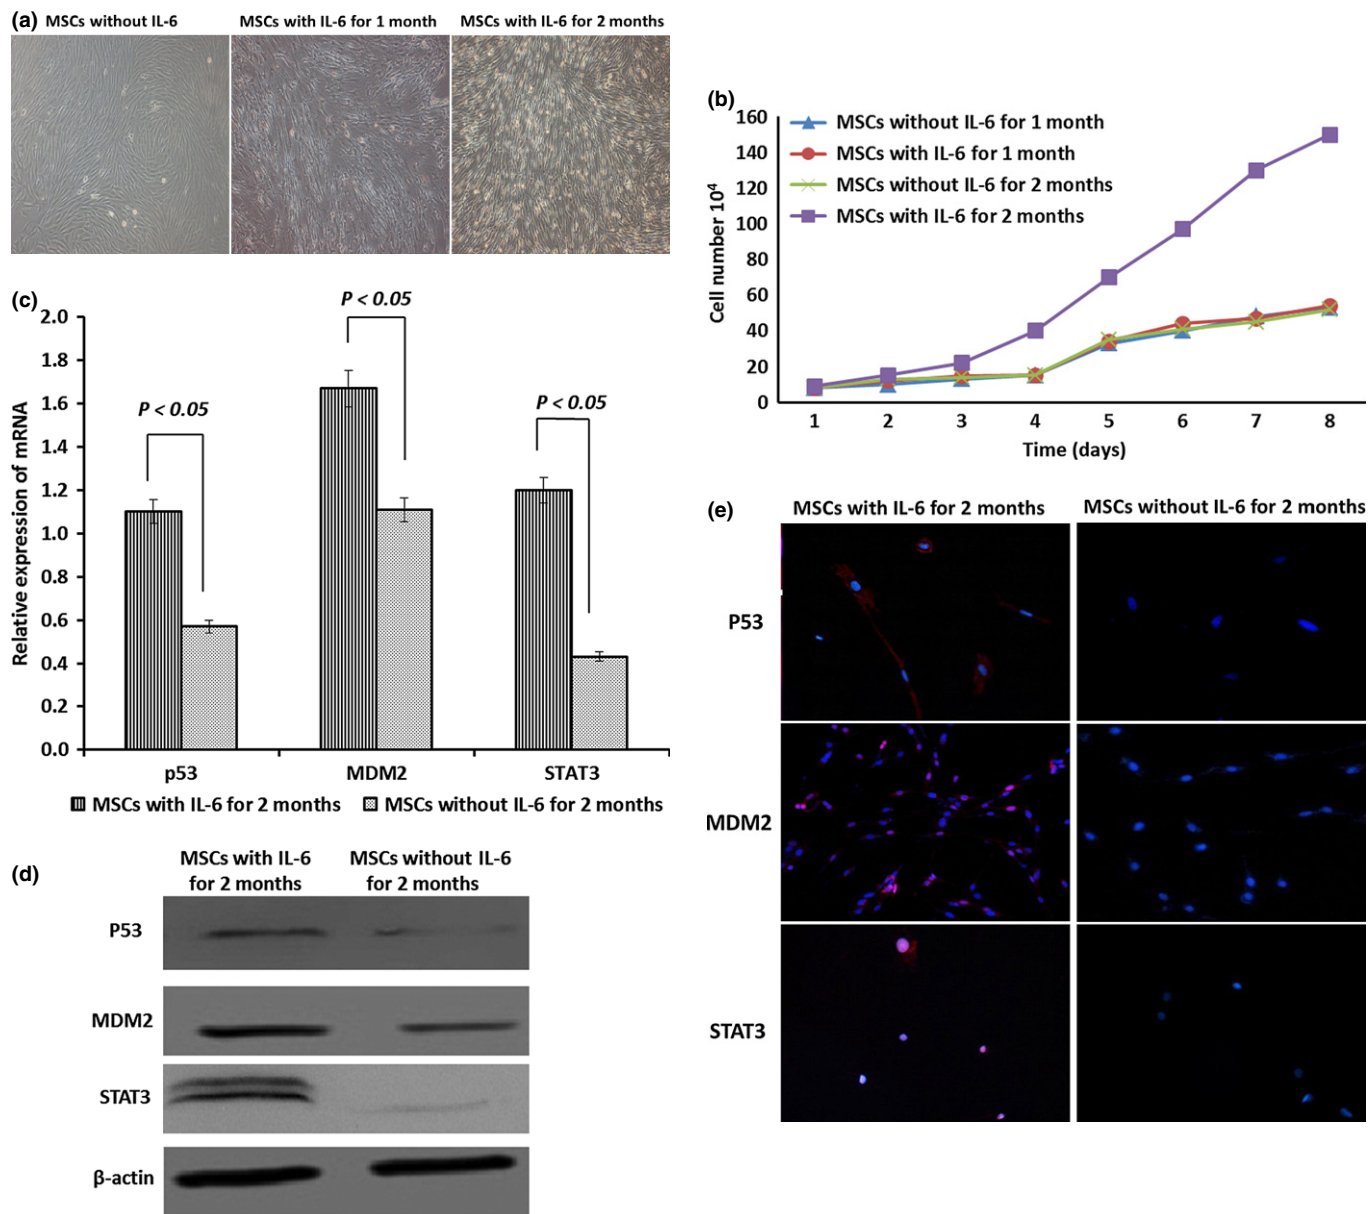 (a) MSCs without IL-6 MSCs with IL-6 for 1 month MSCs with IL-6 for 2 months
(b)
160
140
120
100
80
60
40
20
0
Cell number 10⁴
MSCs without IL-6 for 1 month
MSCs with IL-6 for 1 month
MSCs without IL-6 for 2 months
MSCs with IL-6 for 2 months
1 2 3 4 5 6 7 8
Time (days)
(c)
2.0
1.8
1.6
1.4
1.2
1.0
0.8
0.6
0.4
0.2
0.0
Relative expression of mRNA
P < 0.05
P < 0.05
P < 0.05
p53 MDM2 STAT3
MSCs with IL-6 for 2 months MSCs without IL-6 for 2 months
(d)
MSCs with IL-6 MSCs without IL-6
for 2 months for 2 months
P53
MDM2
STAT3
β-actin
(e)
MSCs with IL-6 for 2 months MSCs without IL-6 for 2 months
P53
MDM2
STAT3